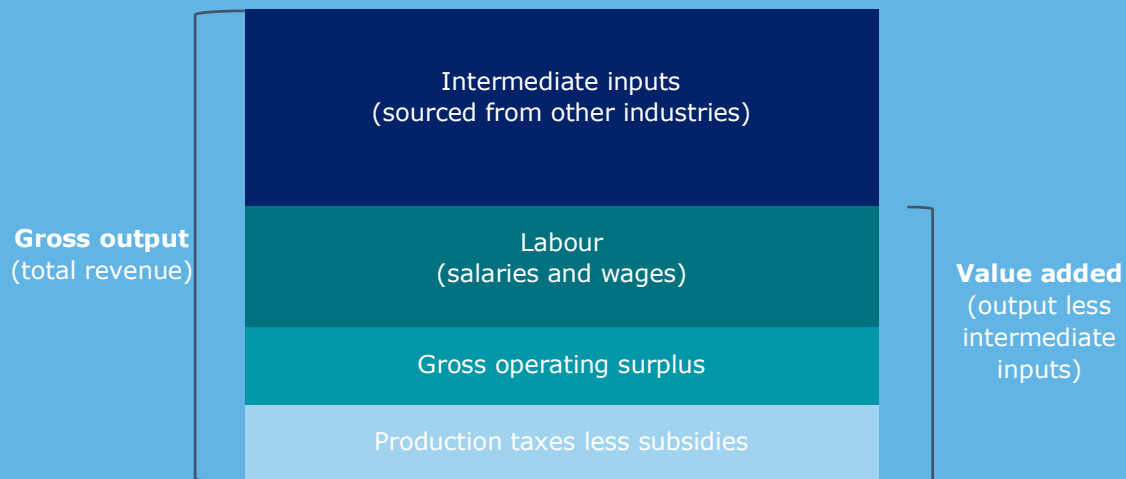 Intermediate inputs
(sourced from other industries)
Gross output
(total revenue)
Labour
(salaries and wages)
Value added
(output less
intermediate
inputs)
Gross operating surplus
Production taxes less subsidies